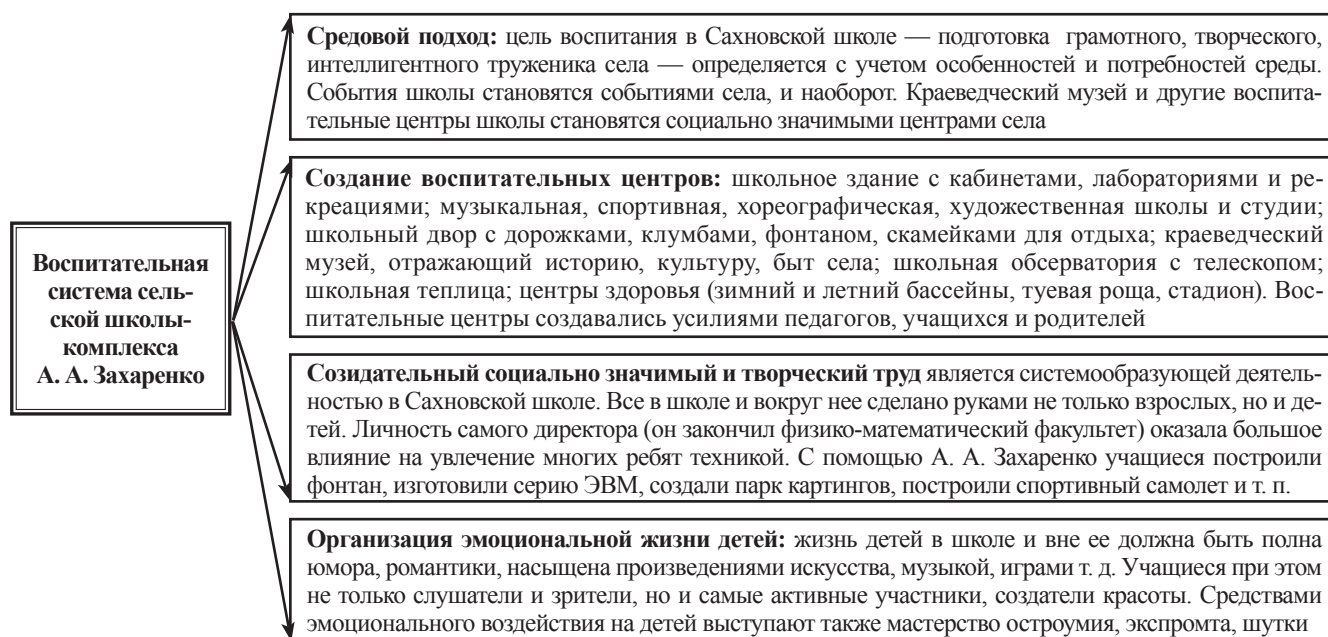 Воспитательная
система сель-
ской школы-
комплекса
А. А. Захаренко
Средовой подход: цель воспитания в Сахновской школе — подготовка грамотного, творческого,
интеллигентного труженика села — определяется с учетом особенностей и потребностей среды.
События школы становятся событиями села, и наоборот. Краеведческий музей и другие воспита-
тельные центры школы становятся социально значимыми центрами села
Создание воспитательных центров: школьное здание с кабинетами, лабораториями и ре-
креациями; музыкальная, спортивная, хореографическая, художественная школы и студии;
школьный двор с дорожками, клумбами, фонтаном, скамейками для отдыха; краеведческий
музей, отражающий историю, культуру, быт села; школьная обсерватория с телескопом;
школьная теплица; центры здоровья (зимний и летний бассейны, туевая роща, стадион). Вос-
питательные центры создавались усилиями педагогов, учащихся и родителей
Созидательный социально значимый и творческий труд является системообразующей деятель-
ностью в Сахновской школе. Все в школе и вокруг нее сделано руками не только взрослых, но и де-
тей. Личность самого директора (он закончил физико-математический факультет) оказала большое
влияние на увлечение многих ребят техникой. С помощью А. А. Захаренко учащиеся построили
фонтан, изготовили серию ЭВМ, создали парк картингов, построили спортивный самолет и т. п.
Организация эмоциональной жизни детей: жизнь детей в школе и вне ее должна быть полна
юмора, романтики, насыщена произведениями искусства, музыкой, играми т. д. Учащиеся при этом
не только слушатели и зрители, но и самые активные участники, создатели красоты. Средствами
эмоционального воздействия на детей выступают также мастерство остроумия, экспромта, шутки